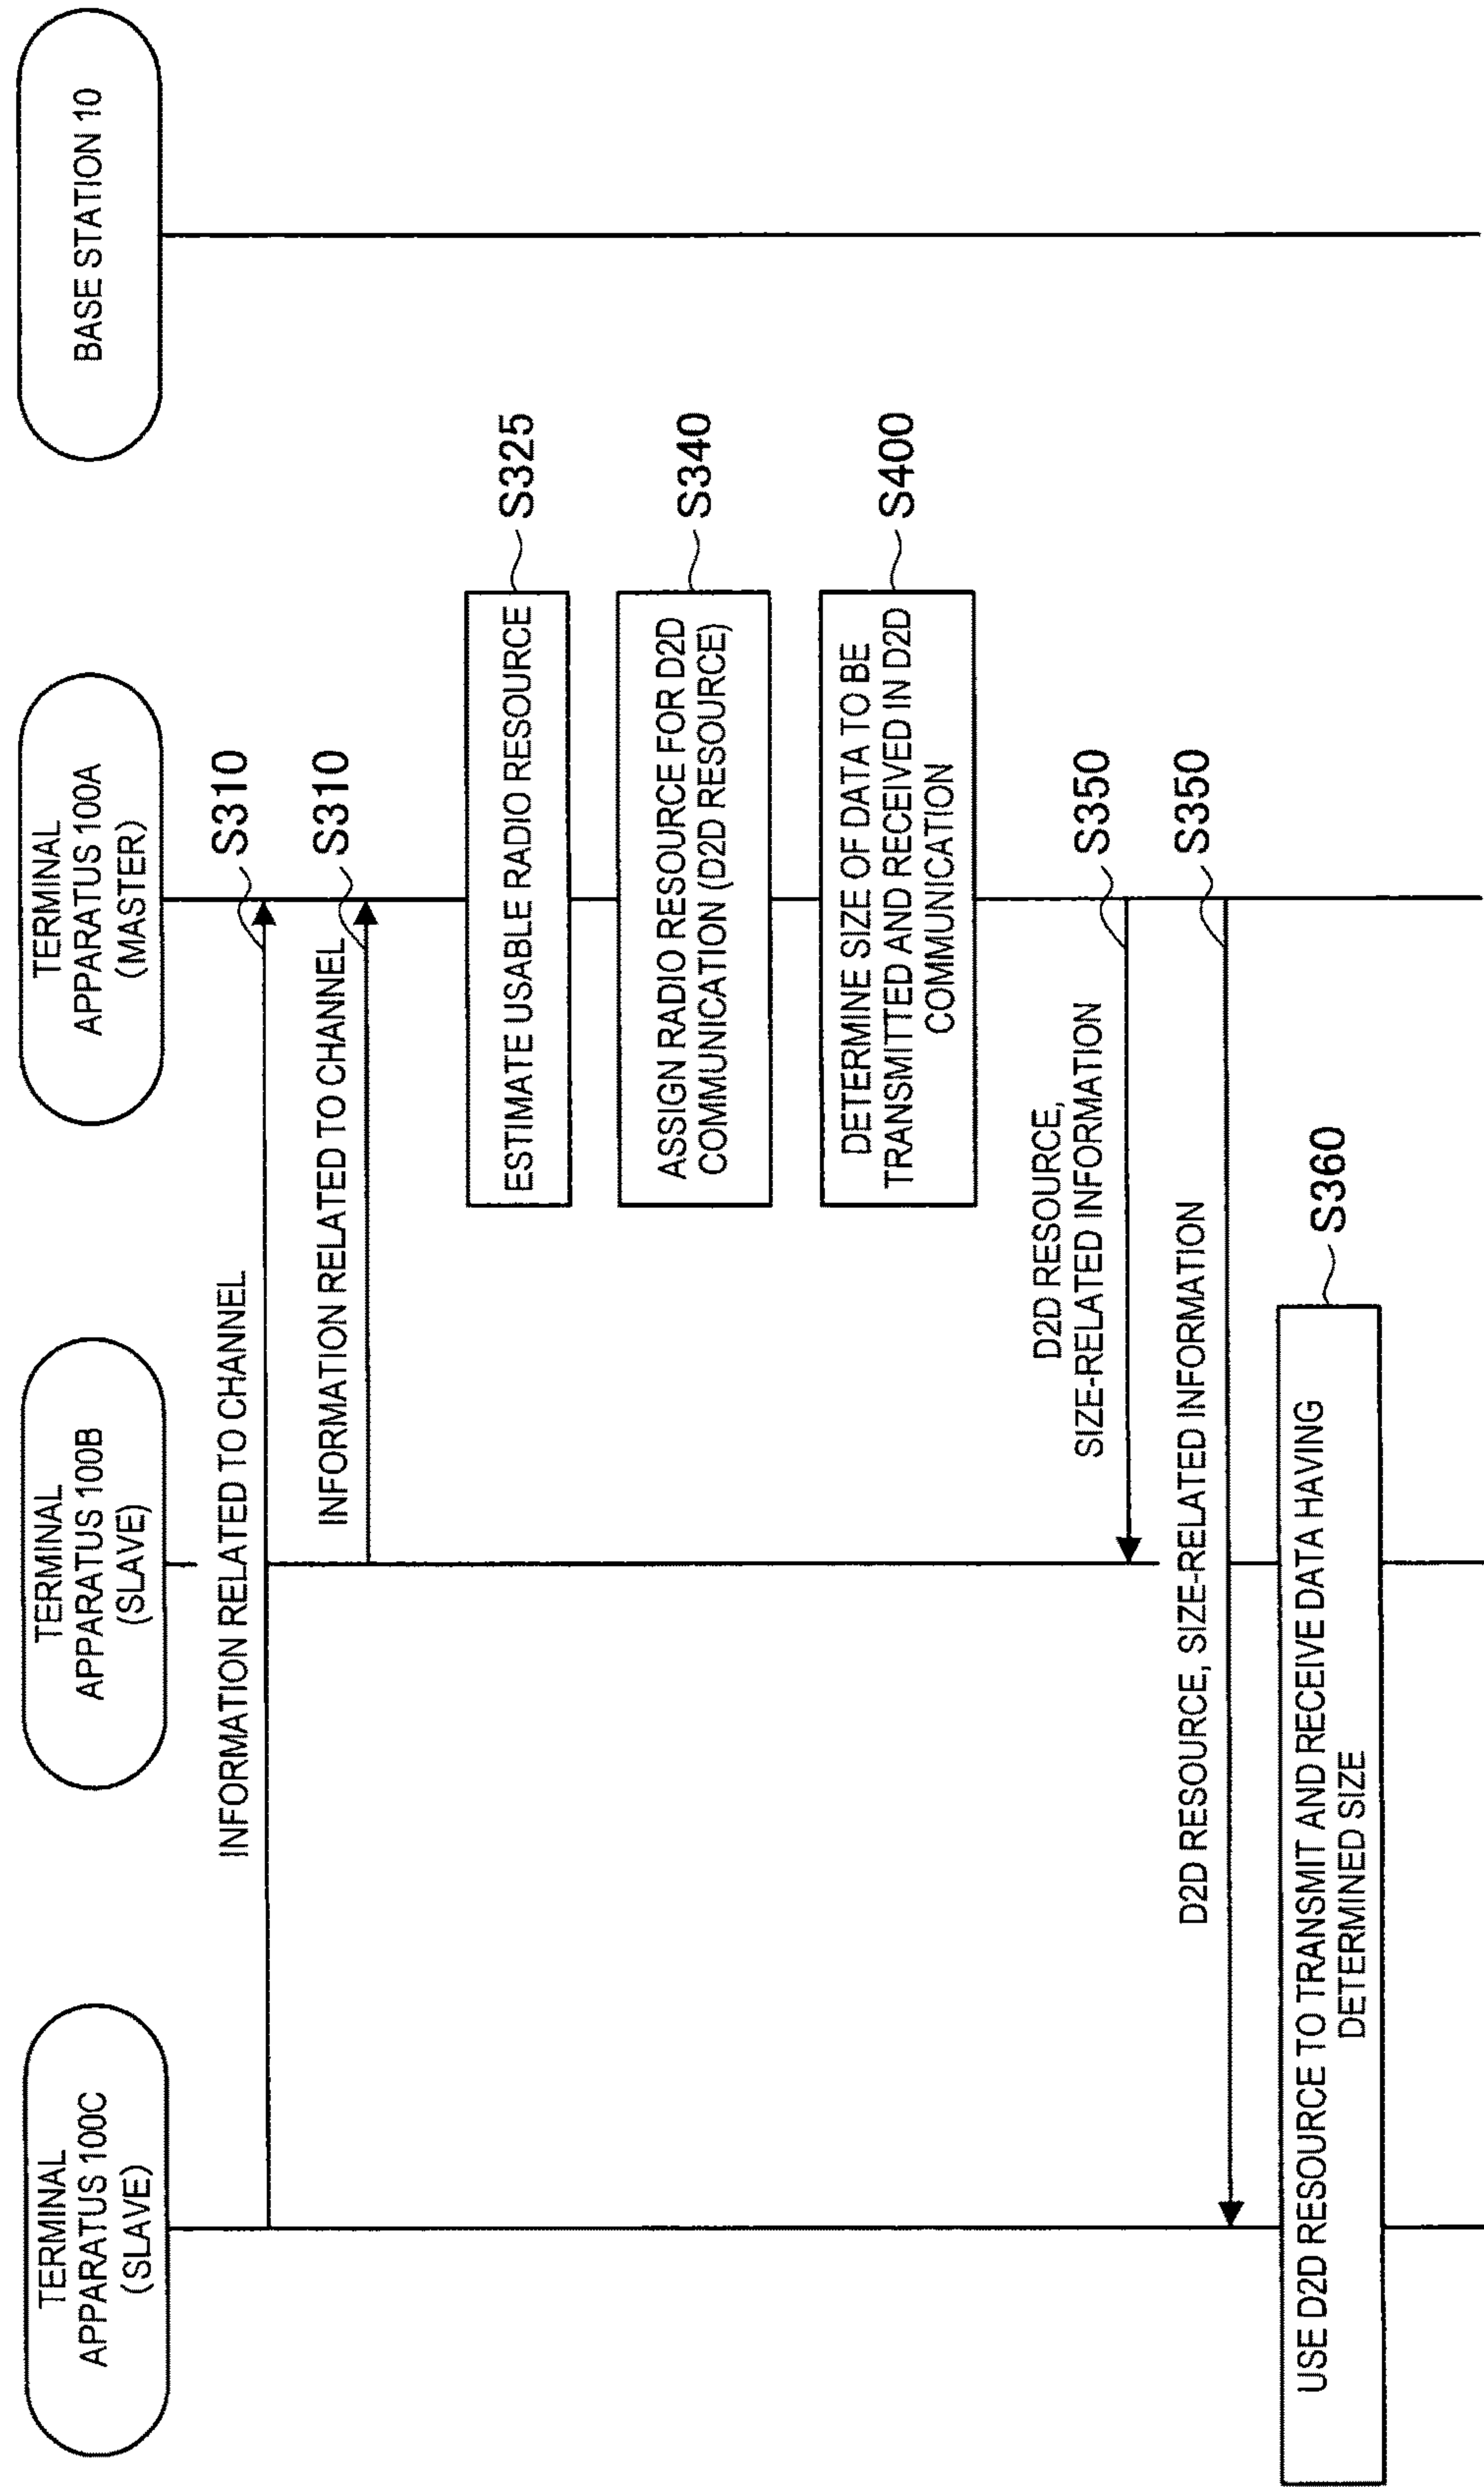 TERMINAL
APPARATUS 100C
(SLAVE)
TERMINAL
APPARATUS 100B
(SLAVE)
TERMINAL
APPARATUS 100A
(MASTER)
BASE STATION 10
INFORMATION RELATED TO CHANNEL
S310
INFORMATION RELATED TO CHANNEL
S310
ESTIMATE USABLE RADIO RESOURCE
S325
ASSIGN RADIO RESOURCE FOR D2D
COMMUNICATION (D2D RESOURCE)
S340
DETERMINE SIZE OF DATA TO BE
TRANSMITTED AND RECEIVED IN D2D
COMMUNICATION
S400
D2D RESOURCE,
SIZE-RELATED INFORMATION
S350
D2D RESOURCE, SIZE-RELATED INFORMATION
S350
USE D2D RESOURCE TO TRANSMIT AND RECEIVE DATA HAVING
DETERMINED SIZE
S360